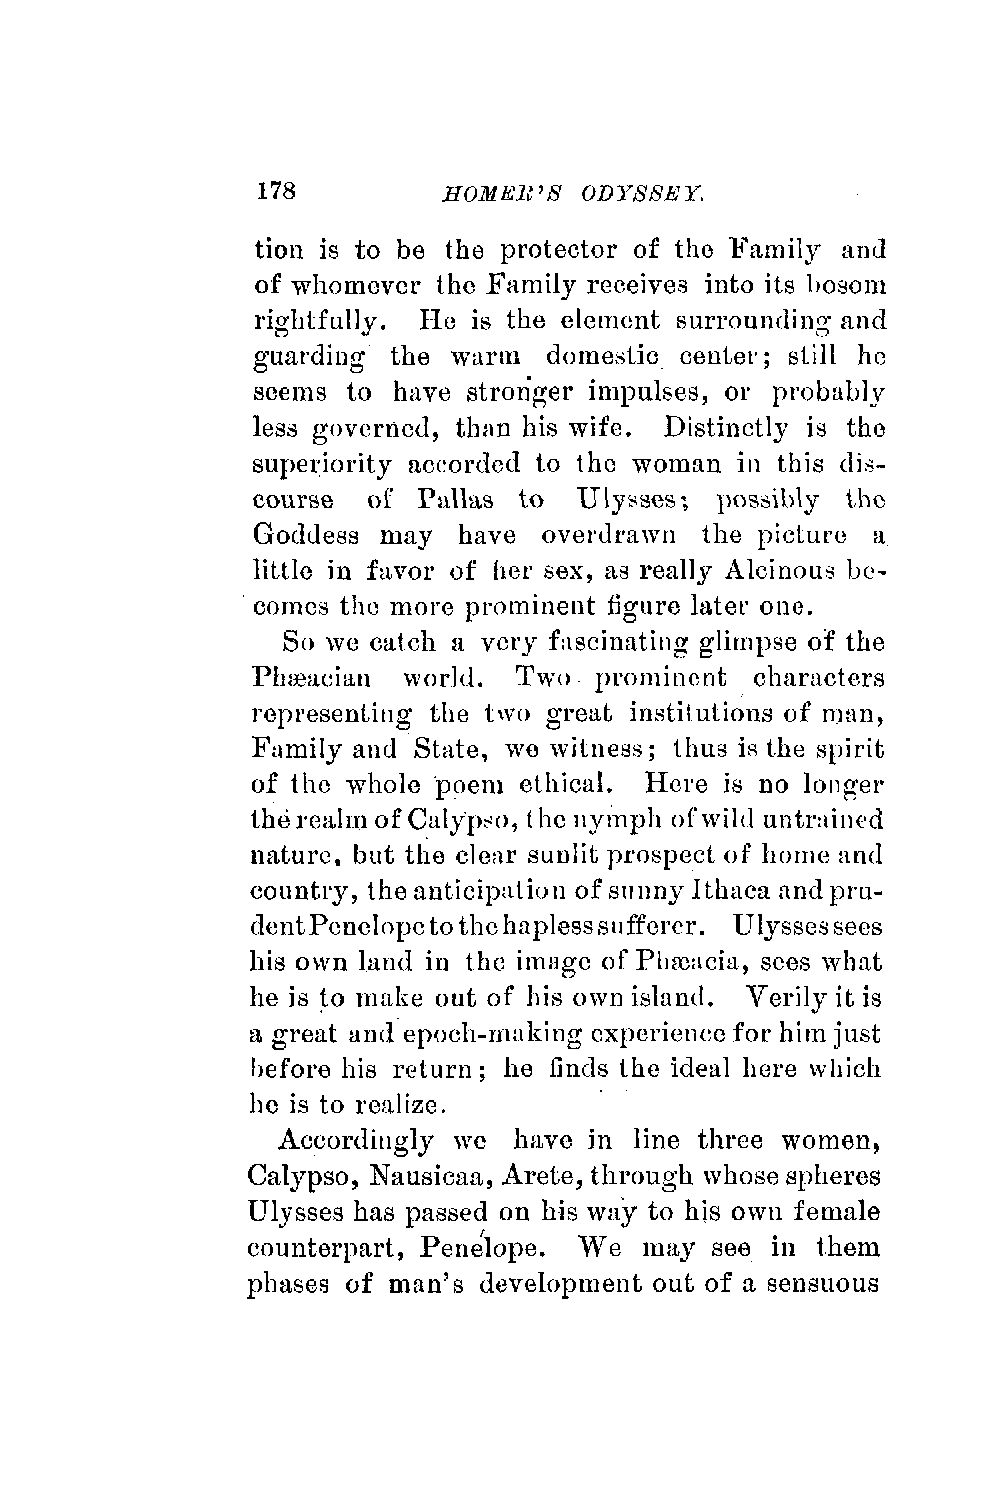 178 HOMER'S ODYSSEY.
tion is to be the protector of the Family and
of whomever the Family receives into its bosom
rightfully. He is the element surrounding and
guarding the warm domestic center; still he
seems to have stronger impulses, or probably
less governed, than his wife. Distinctly is the
superiority accorded to the woman in this dis-
course of Pallas to Ulysses; possibly the
Goddess may have overdrawn the picture a
little in favor of her sex, as really Alcinous be-
comes the more prominent figure later one.
So we catch a very fascinating glimpse of the
Phæacian world. Two prominent characters
representing the two great institutions of man,
Family and State, we witness; thus is the spirit
of the whole poem ethical. Here is no longer
the realm of Calypso, the nymph of wild untrained
nature, but the clear sunlit prospect of home and
country, the anticipation of sunny Ithaca and pru-
dent Penelope to the hapless sufferer. Ulysses sees
his own land in the image of Phæacia, sees what
he is to make out of his own island. Verily it is
a great and epoch-making experience for him just
before his return; he finds the ideal here which
he is to realize.
Accordingly we have in line three women,
Calypso, Nausicaa, Arete, through whose spheres
Ulysses has passed on his way to his own female
counterpart, Penelope. We may see in them
phases of man's development out of a sensuous